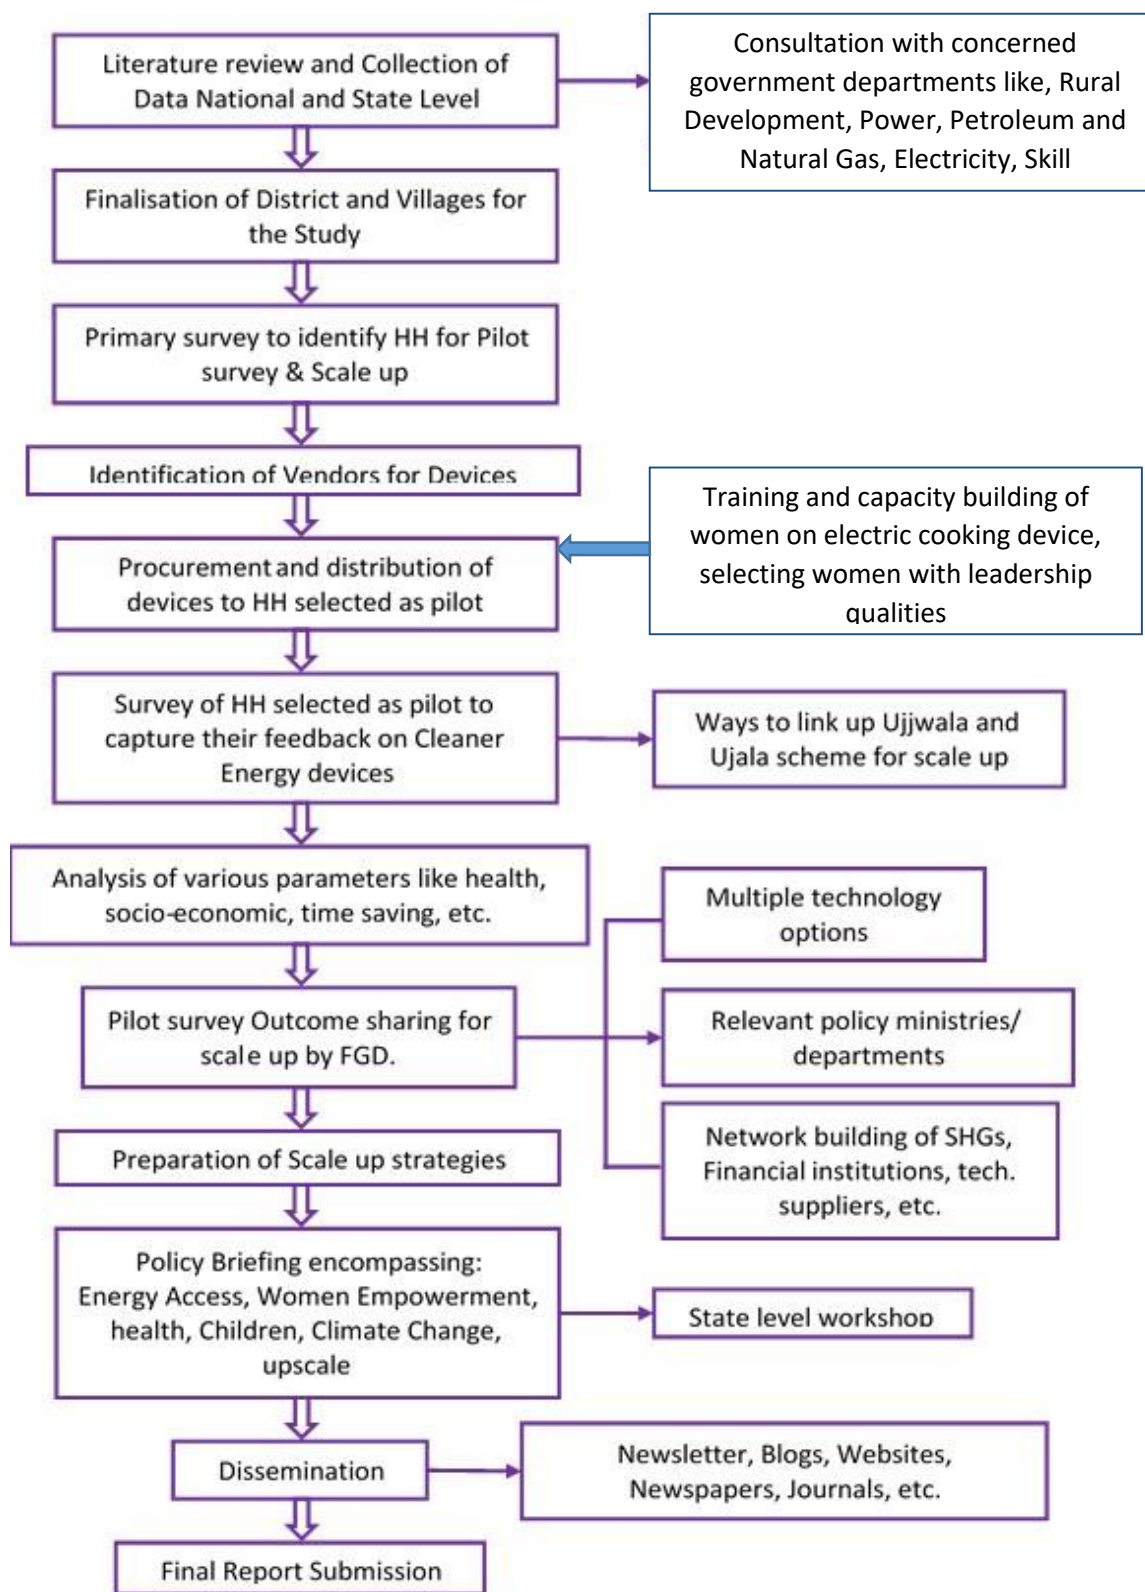 Literature review and Collection of
Data National and State Level
Consultation with concerned
government departments like, Rural
Development, Power, Petroleum and
Natural Gas, Electricity, Skill
Finalisation of District and Villages for
the Study
Primary survey to identify HH for Pilot
survey & Scale up
Identification of Vendors for Devices
Training and capacity building of
women on electric cooking device,
selecting women with leadership
qualities
Procurement and distribution of
devices to HH selected as pilot
Survey of HH selected as pilot to
capture their feedback on Cleaner
Energy devices
Ways to link up Ujjwala and
Ujala scheme for scale up
Analysis of various parameters like health,
socio-economic, time saving, etc.
Multiple technology
options
Pilot survey Outcome sharing for
scale up by FGD.
Relevant policy ministries/
departments
Network building of SHGs,
Financial institutions, tech.
suppliers, etc.
Preparation of Scale up strategies
Policy Briefing encompassing:
Energy Access, Women Empowerment,
health, Children, Climate Change,
upscale
State level workshop
Dissemination
Newsletter, Blogs, Websites,
Newspapers, Journals, etc.
Final Report Submission